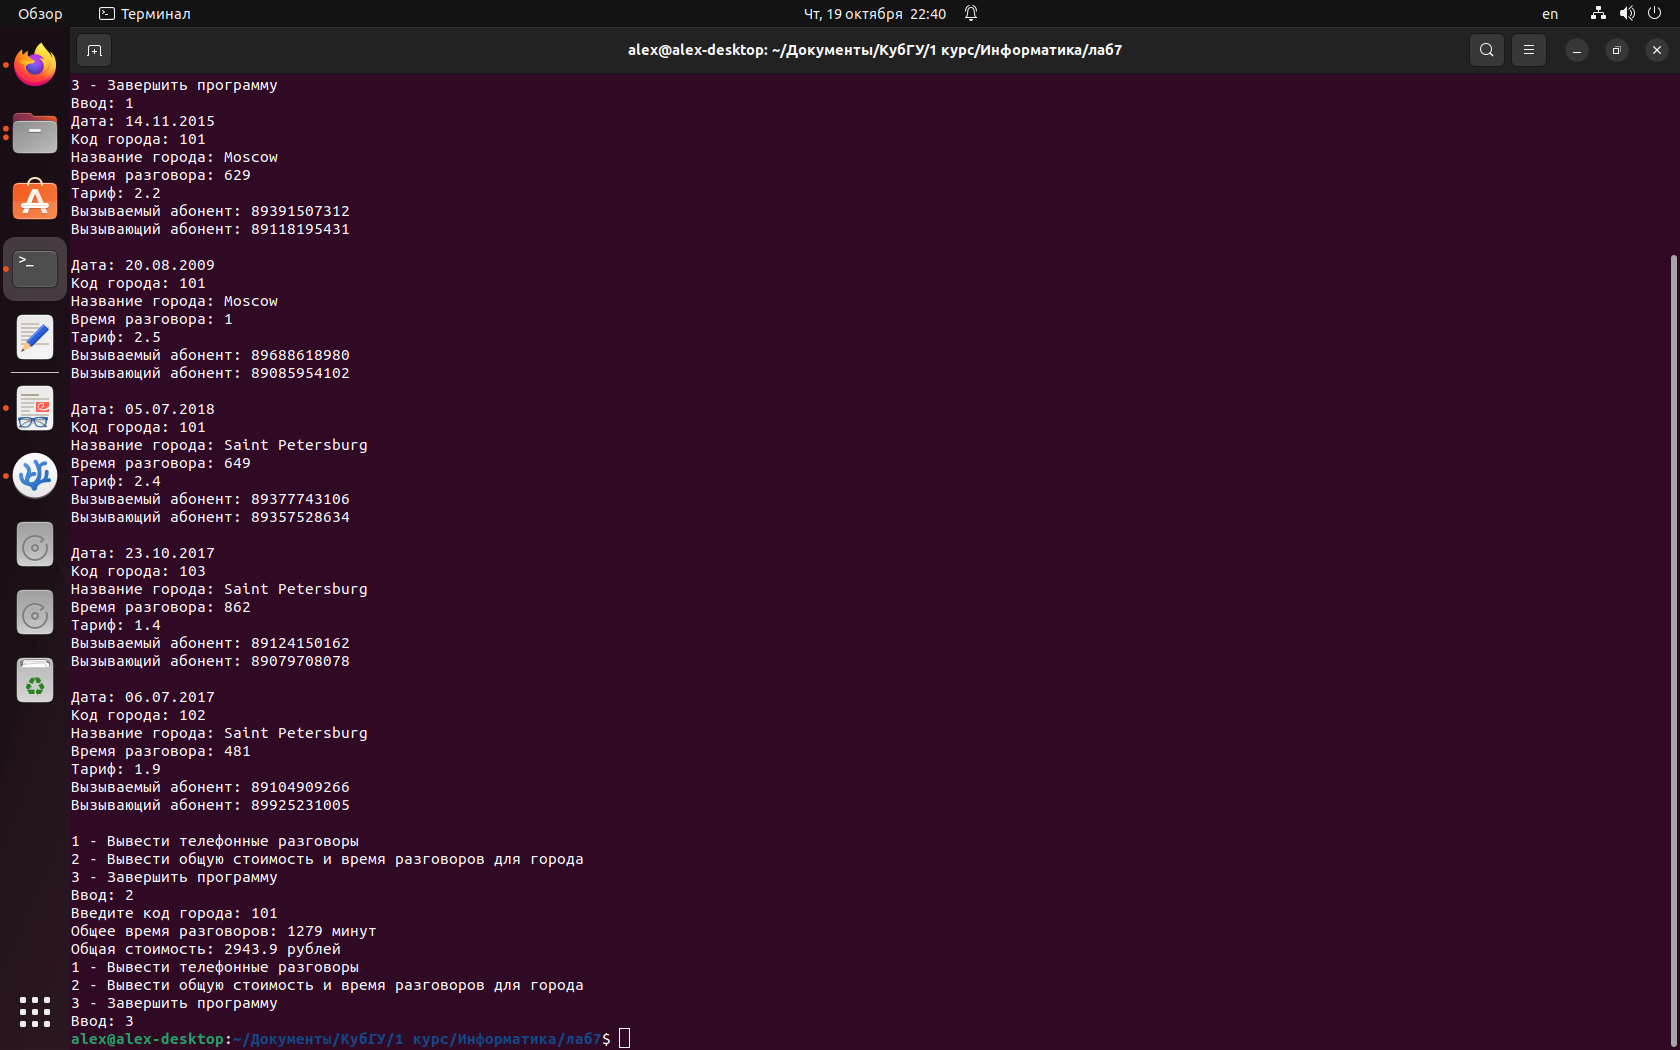 Обзор
Терминал
Чт, 19 октября 22:40
en
alex@alex-desktop: ~/Документы/КубГУ/1 курс/Информатика/лаб7
3 - Завершить программу
Ввод: 1
Дата: 14.11.2015
Код города: 101
Название города: Moscow
Время разговора: 629
Тариф: 2.2
Вызываемый абонент: 89391507312
Вызывающий абонент: 89118195431
Дата: 20.08.2009
Код города: 101
Название города: Moscow
Время разговора: 1
Тариф: 2.5
Вызываемый абонент: 89688618980
Вызывающий абонент: 89085954102
Дата: 05.07.2018
Код города: 101
Название города: Saint Petersburg
Время разговора: 649
Тариф: 2.4
Вызываемый абонент: 89377743106
Вызывающий абонент: 89357528634
Дата: 23.10.2017
Код города: 103
Название города: Saint Petersburg
Время разговора: 862
Тариф: 1.4
Вызываемый абонент: 89124150162
Вызывающий абонент: 89079708078
Дата: 06.07.2017
Код города: 102
Название города: Saint Petersburg
Время разговора: 481
Тариф: 1.9
Вызываемый абонент: 89104909266
Вызывающий абонент: 89925231005
1 - Вывести телефонные разговоры
2 - Вывести общую стоимость и время разговоров для города
3 - Завершить программу
Ввод: 2
Введите код города: 101
Общее время разговоров: 1279 минут
Общая стоимость: 2943.9 рублей
1 - Вывести телефонные разговоры
2 - Вывести общую стоимость и время разговоров для города
3 - Завершить программу
Ввод: 3
alex@alex-desktop:~/Документы/КубГУ/1 курс/Информатика/лаб7$